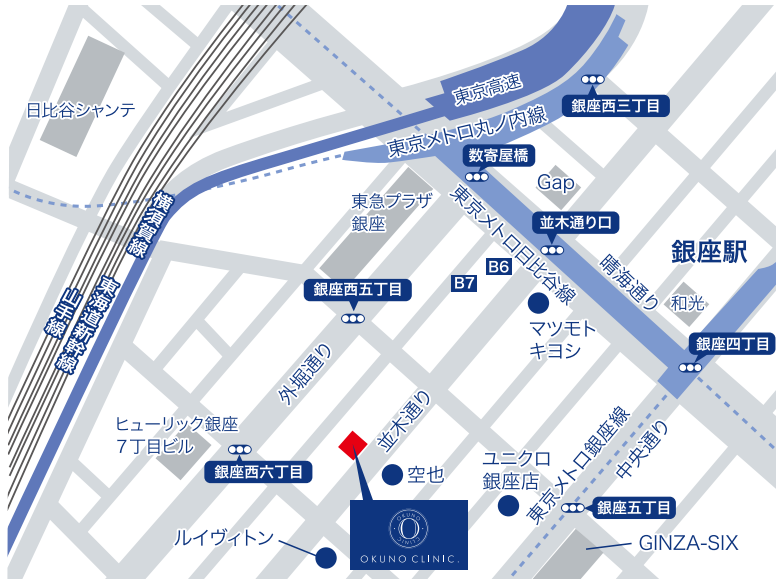 東京高速
銀座西三丁目
日比谷シャンテ
東京メトロ丸ノ内線
数寄屋橋
Gap
東急プラザ
銀座
東京メトロ日比谷線
並木通り口
横須賀線
銀座駅
晴海通り
B6
B7
銀座西五丁目
東海道新幹線
山手線
和光
マツモト
キヨシ
銀座四丁目
外堀通り
並木通り
ヒューリック銀座
7丁目ビル
銀座西六丁目
空也
ユニクロ
銀座店
東京メトロ銀座線
中央通り
銀座五丁目
OKUNO
CLINIC
OKUNO CLINIC.
ルイヴィトン
GINZA-SIX